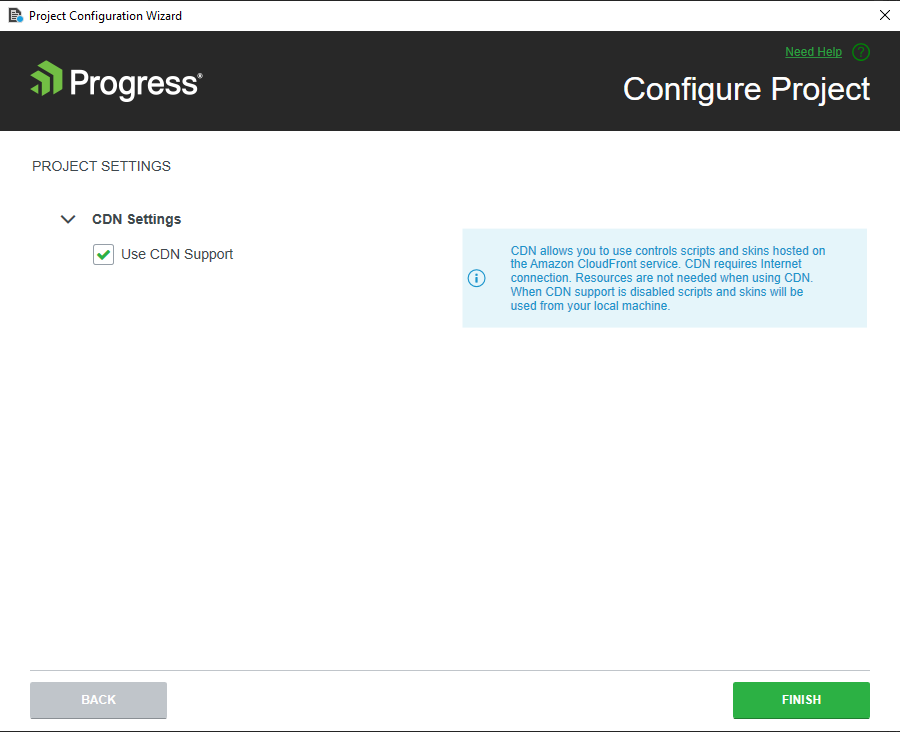 Project Configuration Wizard
Need Help ?
Progress®
Configure Project
PROJECT SETTINGS
CDN Settings
Use CDN Support
CDN allows you to use controls scripts and skins hosted on
the Amazon CloudFront service. CDN requires Internet
connection. Resources are not needed when using CDN.
When CDN support is disabled scripts and skins will be
used from your local machine.
BACK
FINISH